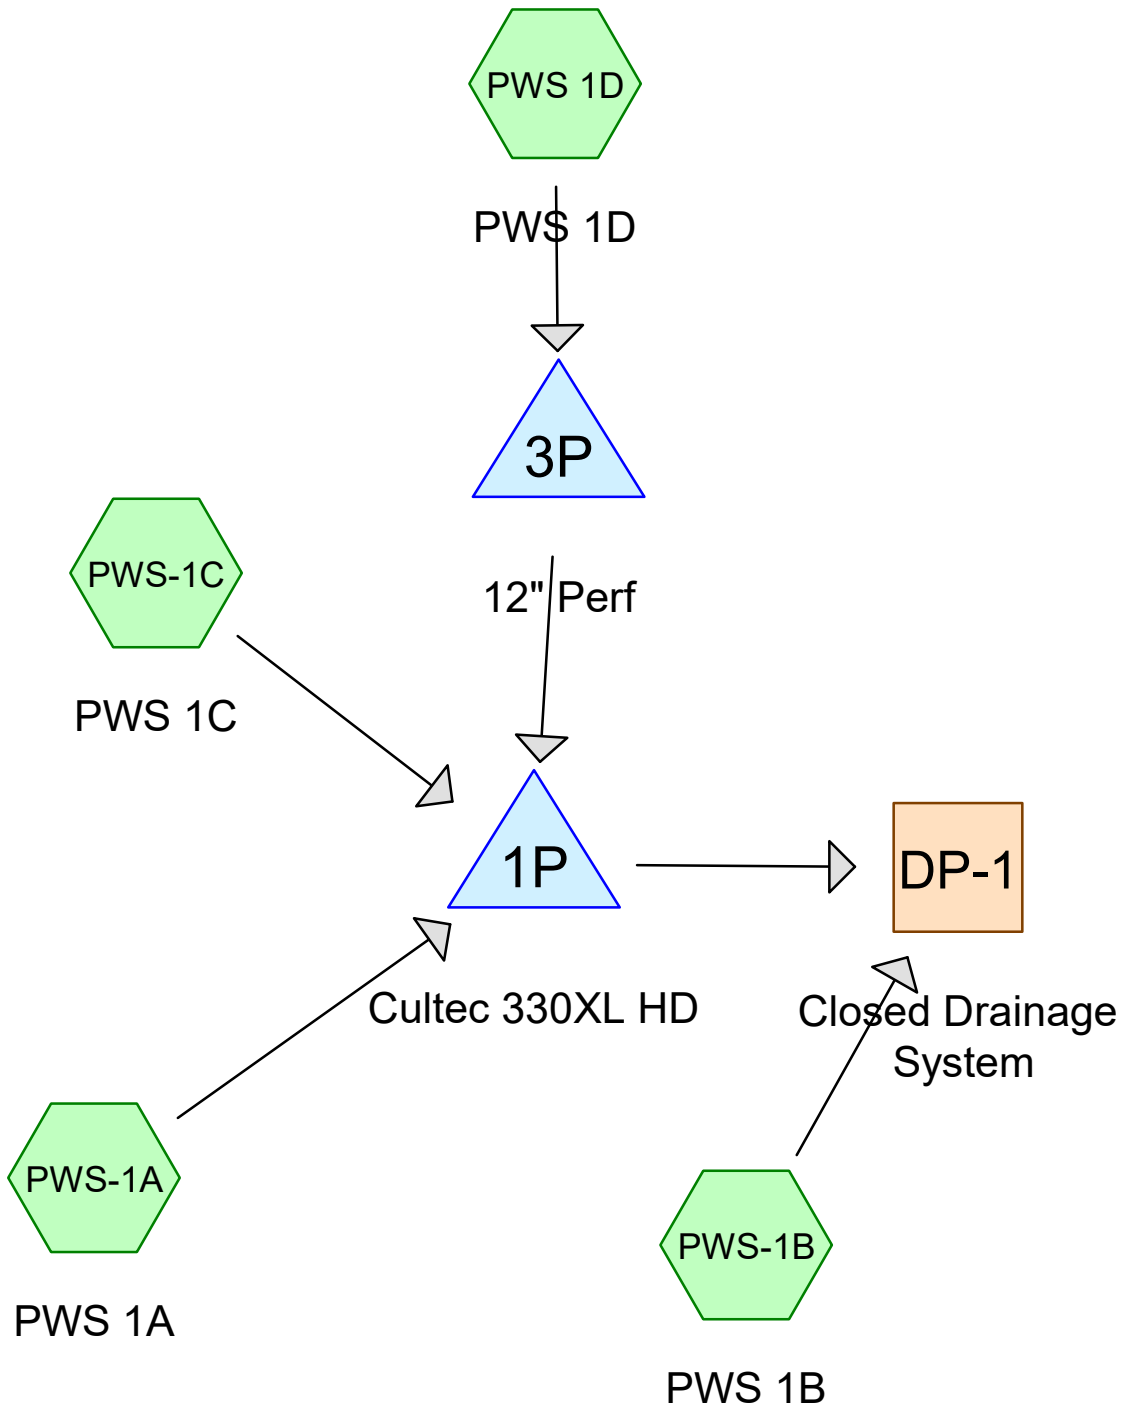 PWS 1D
PWS 1D
3P
12" Perf
PWS-1C
PWS 1C
1P
Cultec 330XL HD
DP-1
Closed Drainage
System
PWS-1A
PWS 1A
PWS-1B
PWS 1B